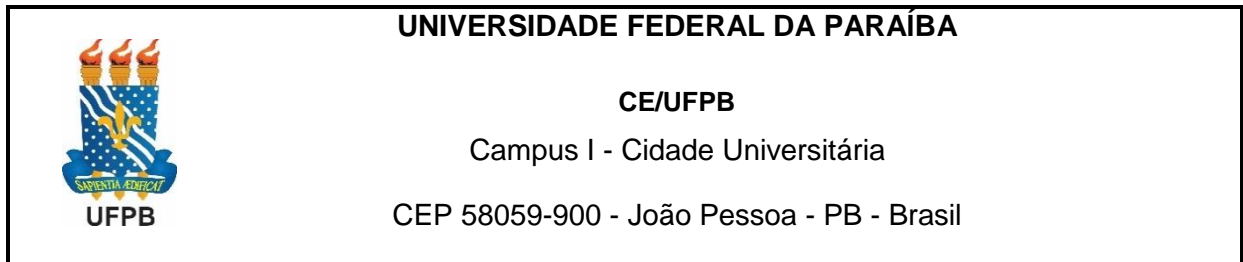 UNIVERSIDADE FEDERAL DA PARAÍBA
CE/UFPB
Campus I - Cidade Universitária
CEP 58059-900 - João Pessoa - PB - Brasil
SAPIENTIA ÆDIFICAT
UFPB